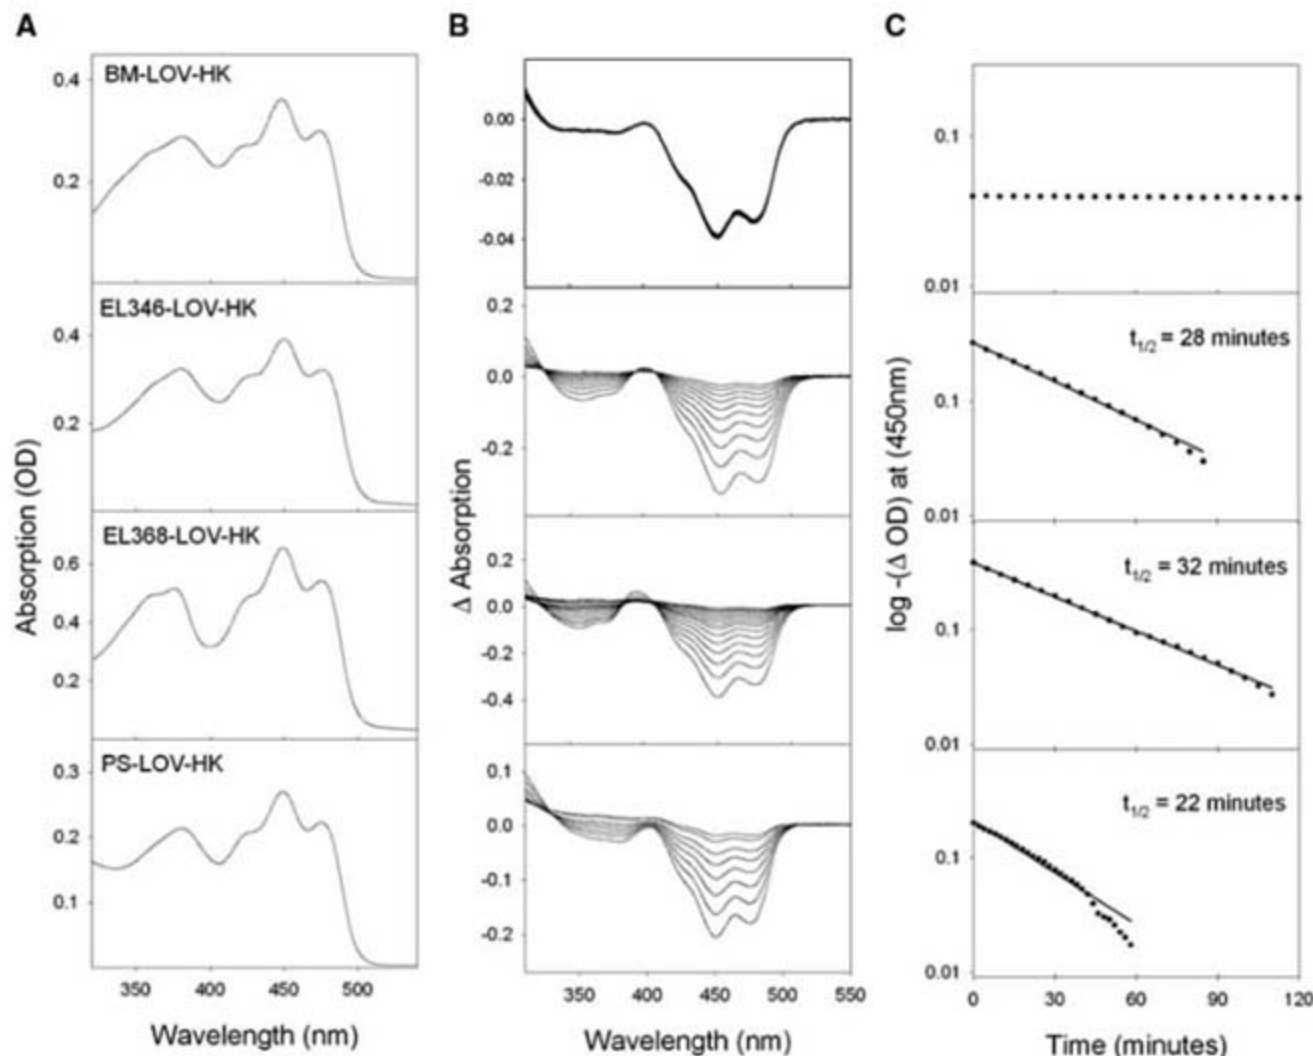 A
B
C
BM-LOV-HK
0.4
0.2
EL346-LOV-HK
0.4
0.2
EL368-LOV-HK
0.6
0.4
0.2
PS-LOV-HK
0.3
0.2
0.1
350 400 450 500
Absorption (OD)
Wavelength (nm)
0.00
-0.02
-0.04
0.2
0.0
-0.2
0.2
0.0
-0.2
-0.4
0.1
0.0
-0.1
-0.2
350 400 450 500 550
Δ Absorption
Wavelength (nm)
0.1
0.01
t1/2 = 28 minutes
0.1
0.01
t1/2 = 32 minutes
0.1
0.01
t1/2 = 22 minutes
0.1
0.01
0 30 60 90 120
log -(Δ OD) at (450nm)
Time (minutes)